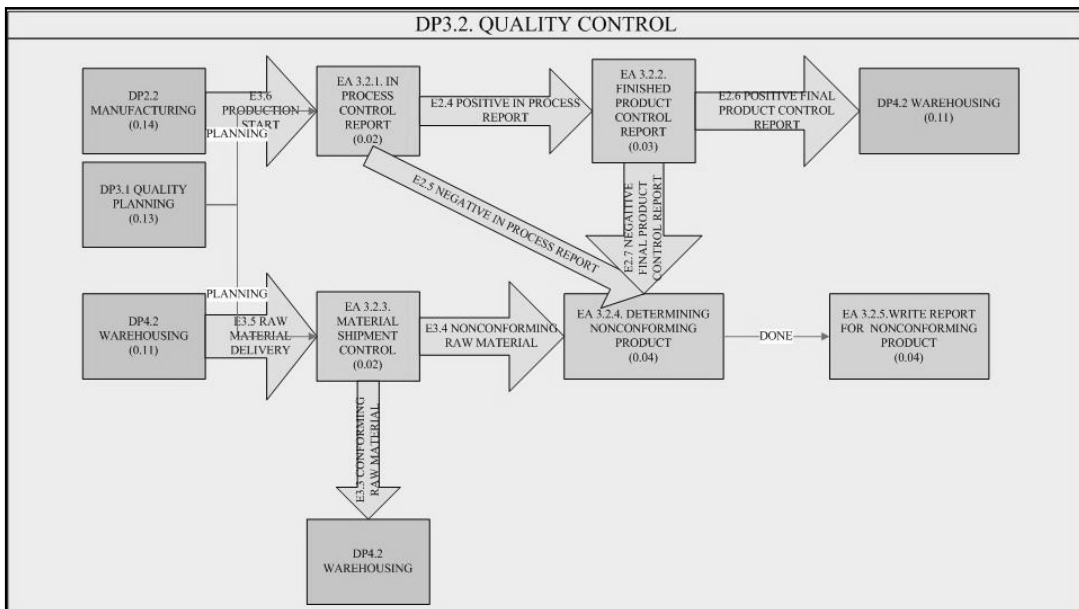 DP3.2. QUALITY CONTROL
DP2.2
MANUFACTURING
(0.14)
E3.6
PRODUCTION
START
PLANNING
EA 3.2.1. IN
PROCESS
CONTROL
REPORT
(0.02)
E2.4 POSITIVE IN PROCESS
REPORT
EA 3.2.2.
FINISHED
PRODUCT
CONTROL
REPORT
(0.03)
E2.6 POSITIVE FINAL
PRODUCT CONTROL
REPORT
DP4.2 WAREHOUSING
(0.11)
DP3.1 QUALITY
PLANNING
(0.13)
E2.5 NEGATIVE IN PROCESS REPORT
E2.7 NEGAITIVE
FINAL PRODUCT
CONTROL REPORT
PLANNING
DP4.2
WAREHOUSING
(0.11)
E3.5 RAW
MATERIAL
DELIVERY
EA 3.2.3.
MATERIAL
SHIPMENT
CONTROL
(0.02)
E3.4 NONCONFORMING
RAW MATERIAL
EA 3.2.4. DETERMINING
NONCONFORMING
PRODUCT
(0.04)
DONE
EA 3.2.5.WRITE REPORT
FOR NONCONFORMING
PRODUCT
(0.04)
E3.3 CONFORMING
RAW MATERIAL
DP4.2
WAREHOUSING